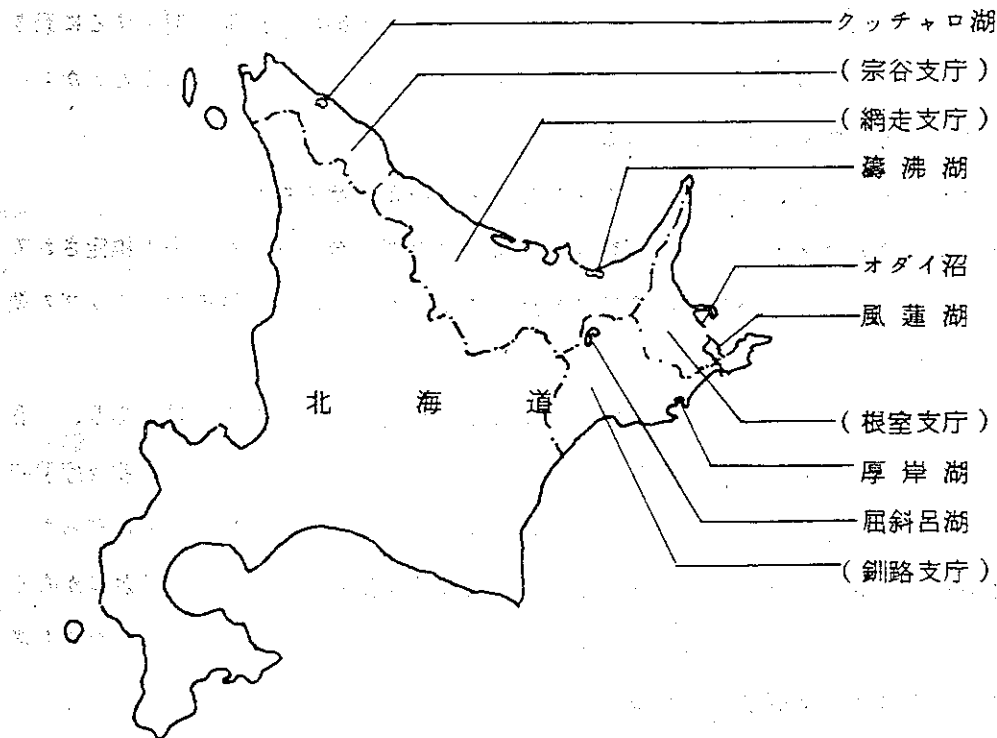 クッチャロ湖
(宗谷支庁)
(網走支庁)
濤沸湖
オダイ沼
風蓮湖
北海道
(根室支庁)
厚岸湖
屈斜呂湖
(釧路支庁)